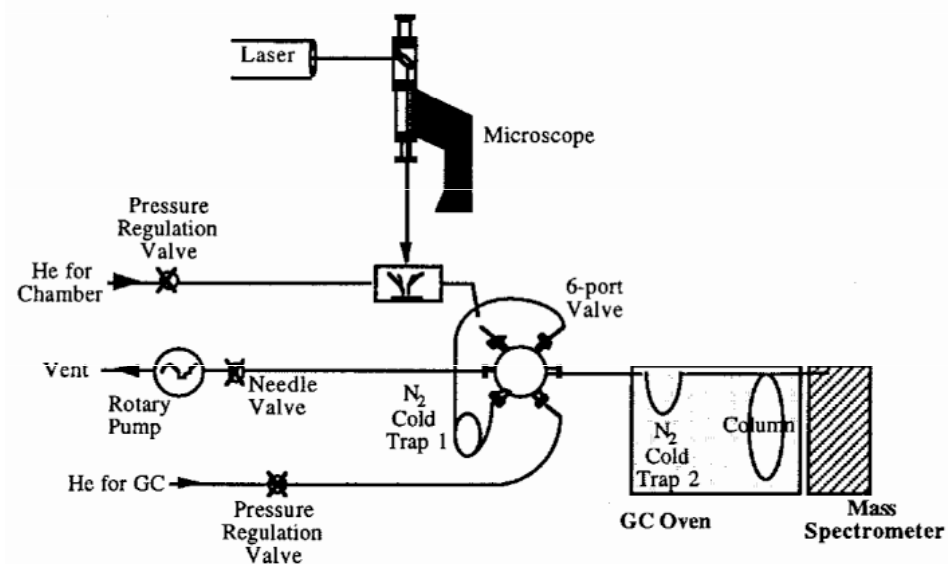 Laser
Microscope
Pressure
Regulation
Valve
He for
Chamber
6-port
Valve
Vent
Rotary
Pump
Needle
Valve
N2
Cold
Trap 1
N2
Cold
Trap 2
Column
He for GC
Pressure
Regulation
Valve
GC Oven
Mass
Spectrometer